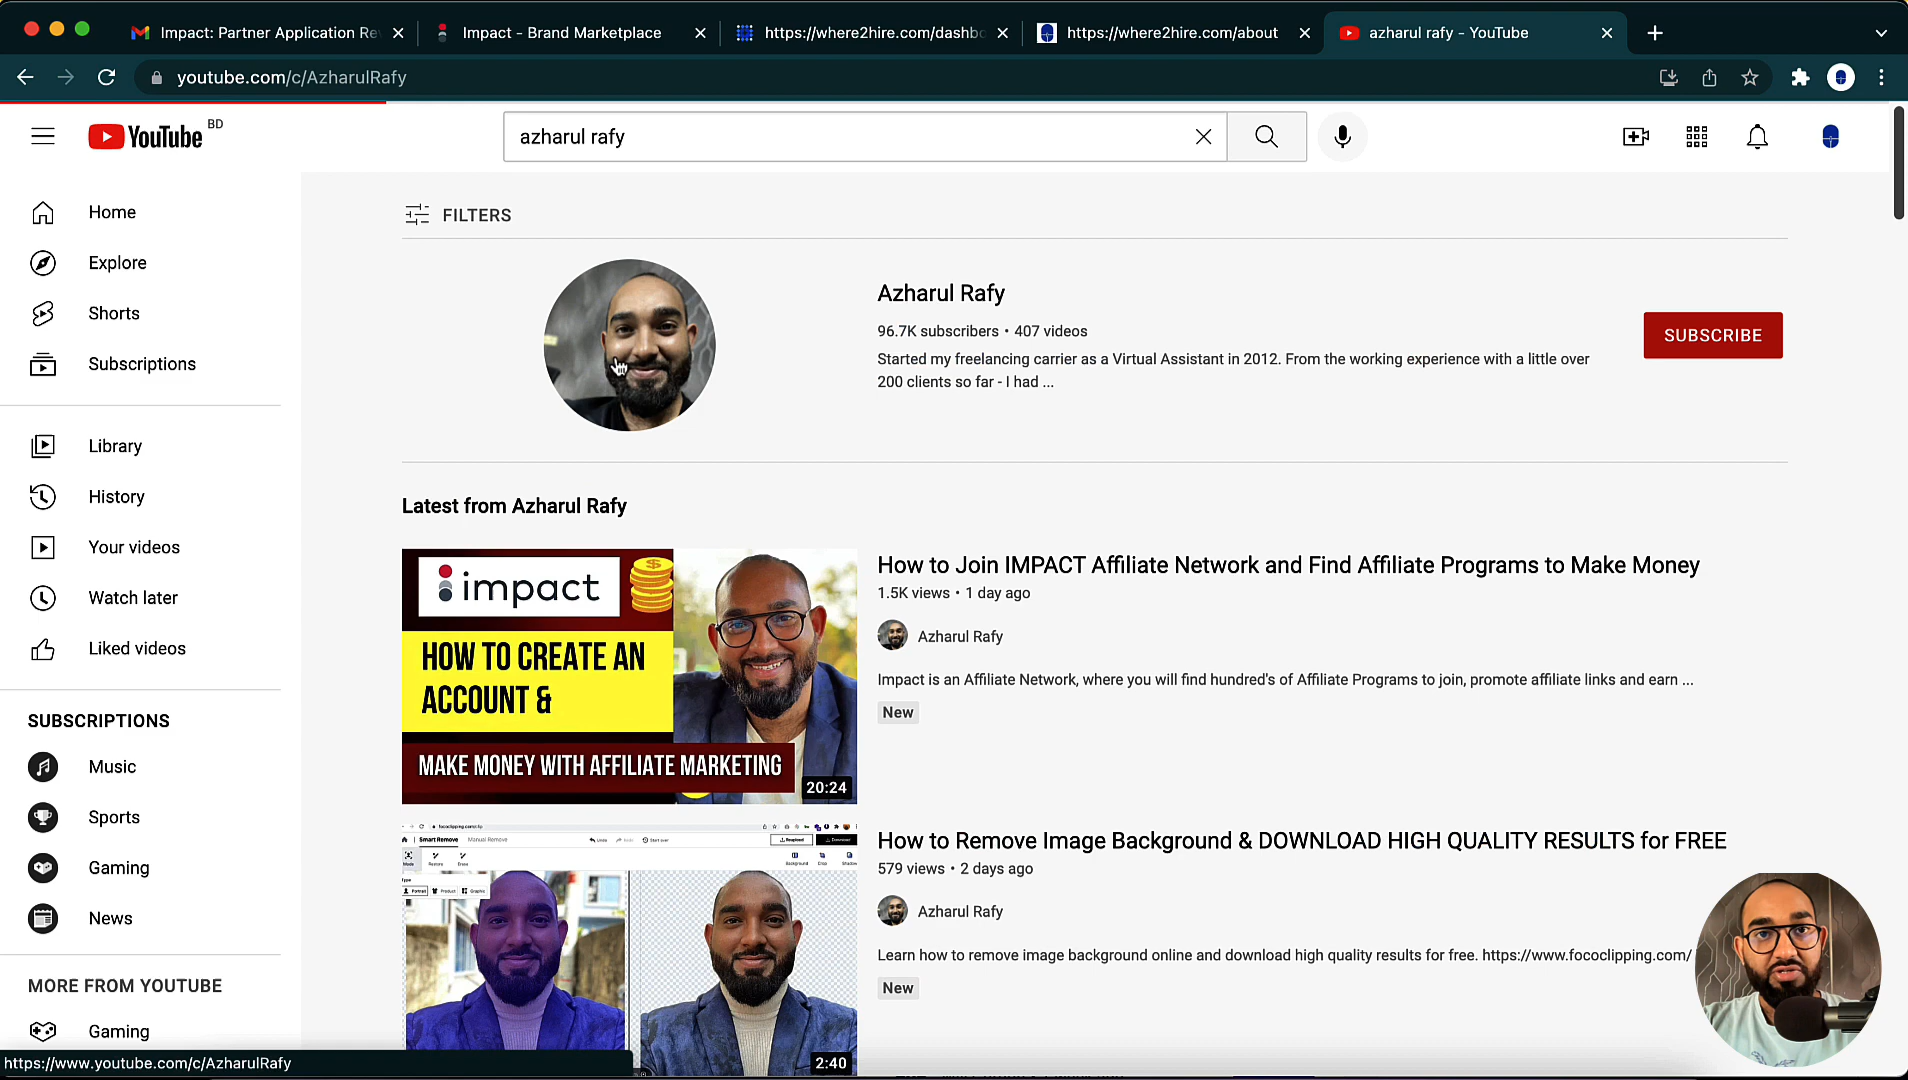 Impact: Partner Application Re
Impact - Brand Marketplace
https://where2hire.com/dashbo
https://where2hire.com/about
azharul rafy - YouTube
youtube.com/c/AzharulRafy
YouTube BD
azharul rafy
Home
Explore
Shorts
Subscriptions
Library
History
Your videos
Watch later
Liked videos
SUBSCRIPTIONS
Music
Sports
Gaming
News
MORE FROM YOUTUBE
Gaming
https://www.youtube.com/c/AzharulRafy
FILTERS
Azharul Rafy
96.7K subscribers • 407 videos
Started my freelancing carrier as a Virtual Assistant in 2012. From the working experience with a little over
200 clients so far - I had ...
SUBSCRIBE
Latest from Azharul Rafy
impact
HOW TO CREATE AN
ACCOUNT &
MAKE MONEY WITH AFFILIATE MARKETING
20:24
How to Join IMPACT Affiliate Network and Find Affiliate Programs to Make Money
1.5K views • 1 day ago
Azharul Rafy
Impact is an Affiliate Network, where you will find hundred's of Affiliate Programs to join, promote affiliate links and earn ...
New
Smart Remove Manual Remove
2:40
How to Remove Image Background & DOWNLOAD HIGH QUALITY RESULTS for FREE
579 views • 2 days ago
Azharul Rafy
Learn how to remove image background online and download high quality results for free. https://www.fococlipping.com/
New